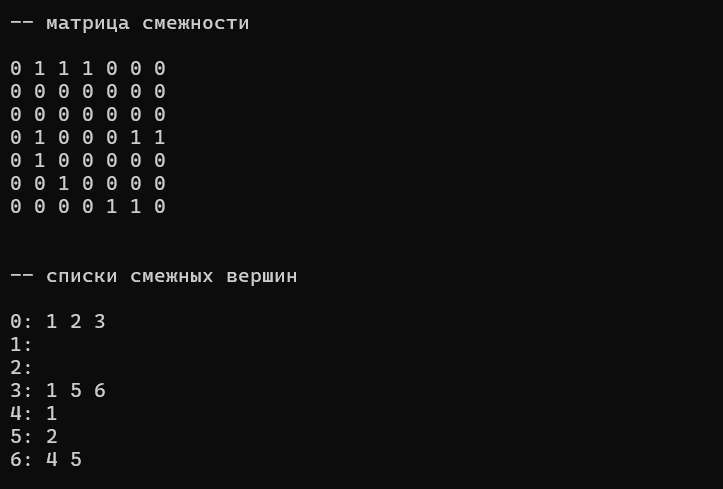 -- матрица смежности
0 1 1 1 0 0 0
0 0 0 0 0 0 0
0 0 0 0 0 0 0
0 1 0 0 0 1 1
0 1 0 0 0 0 0
0 0 1 0 0 0 0
0 0 0 0 1 1 0
-- списки смежных вершин
0: 1 2 3
1:
2:
3: 1 5 6
4: 1
5: 2
6: 4 5